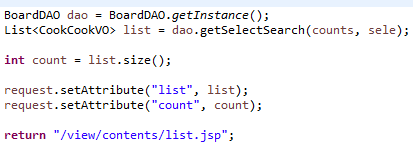 BoardDAO dao = BoardDAO.getInstance();
List<CookCookVO> list = dao.getSelectSearch(counts, sele);
int count = list.size();
request.setAttribute("list", list);
request.setAttribute("count", count);
return "/view/contents/list.jsp";